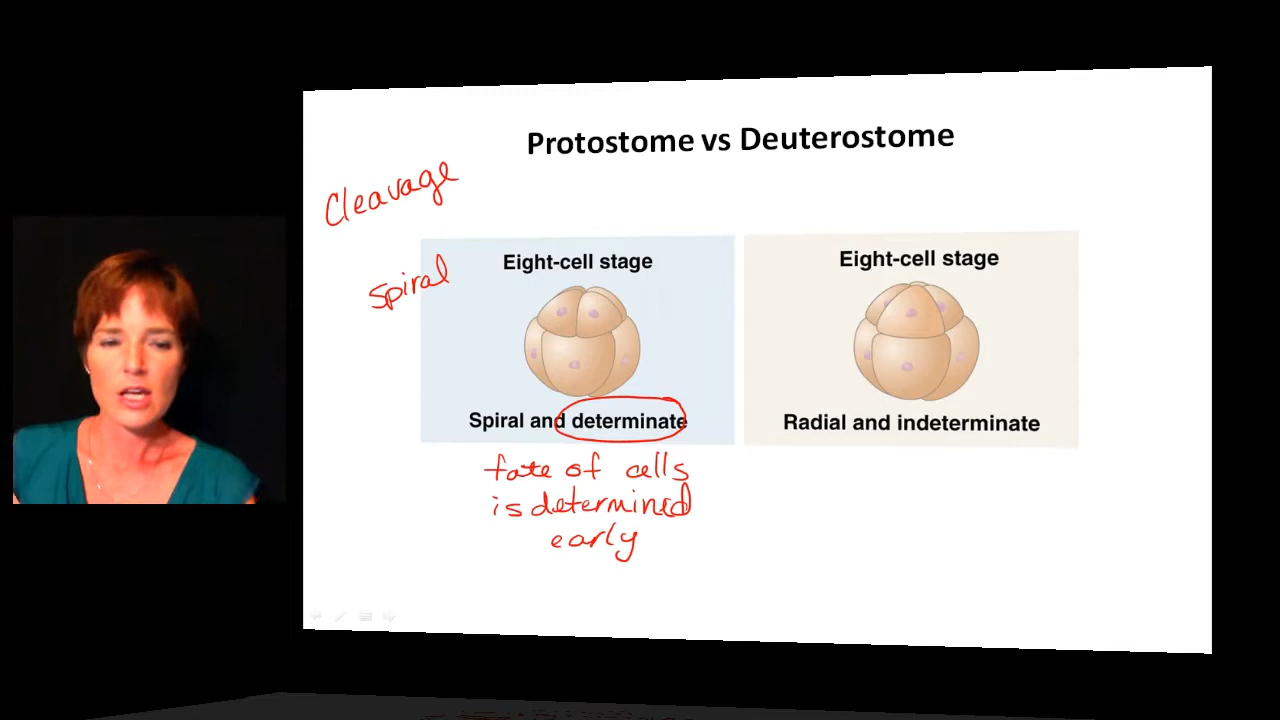 Protostome vs Deuterostome
Cleavage
Spiral
Eight-cell stage
Spiral and determinate
fate of cells
is determined
early
Eight-cell stage
Radial and indeterminate